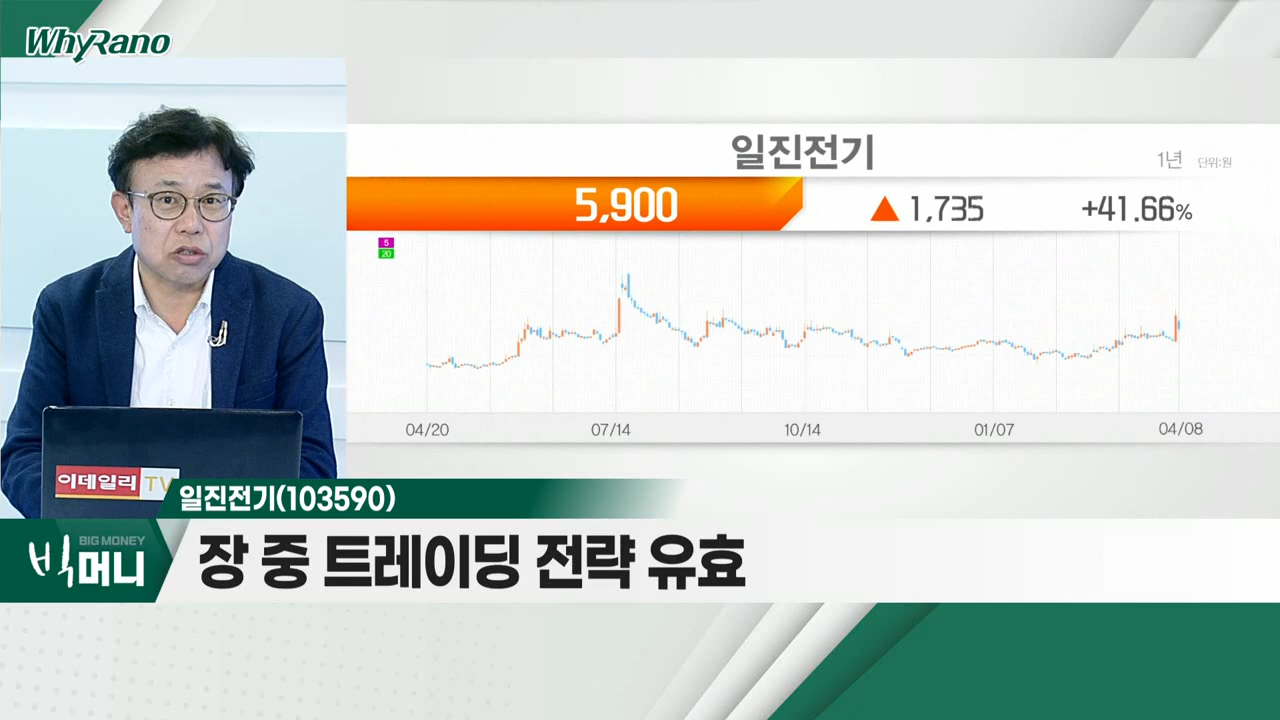 WhyRano
일진전기
1년 단위:원
5,900 ▲ 1,735 +41.66%
5
20
04/20 07/14 10/14 01/07 04/08
이데일리 TV
일진전기(103590)
BIG MONEY
빅머니
장 중 트레이딩 전략 유효